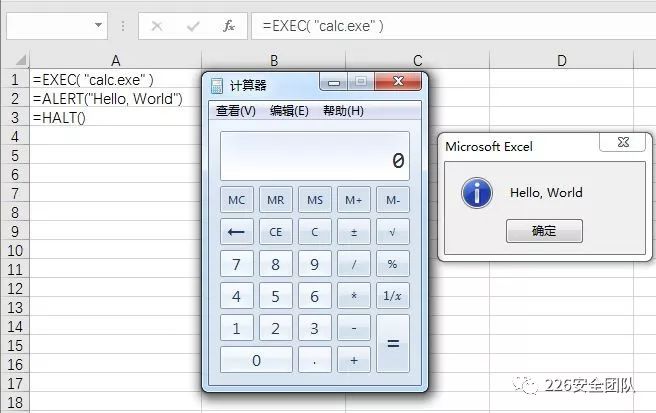 fx =EXEC( "calc.exe" )
A B C D
1 =EXEC( "calc.exe" )
2 =ALERT("Hello, World")
3 =HALT()
4
5
6
7
8
9
10
11
12
13
14
15
16
17
18
计算器
查看(V) 编辑(E) 帮助(H)
0
MC MR MS M+ M-
← CE C ± √
7 8 9 / %
4 5 6 * 1/x
1 2 3 - =
0 . +
Microsoft Excel
Hello, World
确定
226安全团队